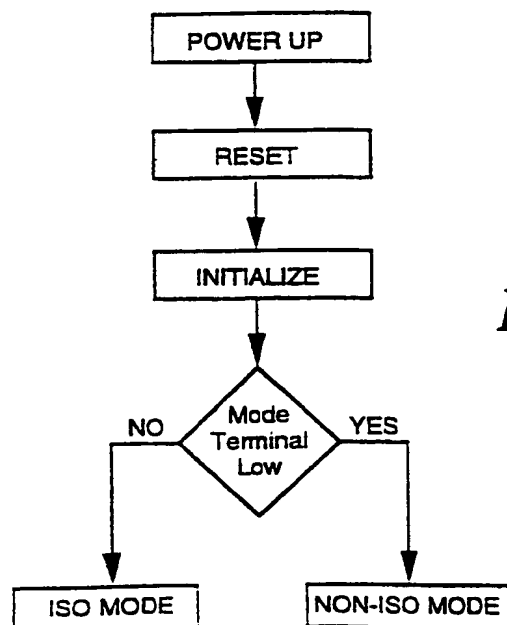 POWER UP
RESET
INITIALIZE
Mode
Terminal
Low
NO
YES
ISO MODE
NON-ISO MODE